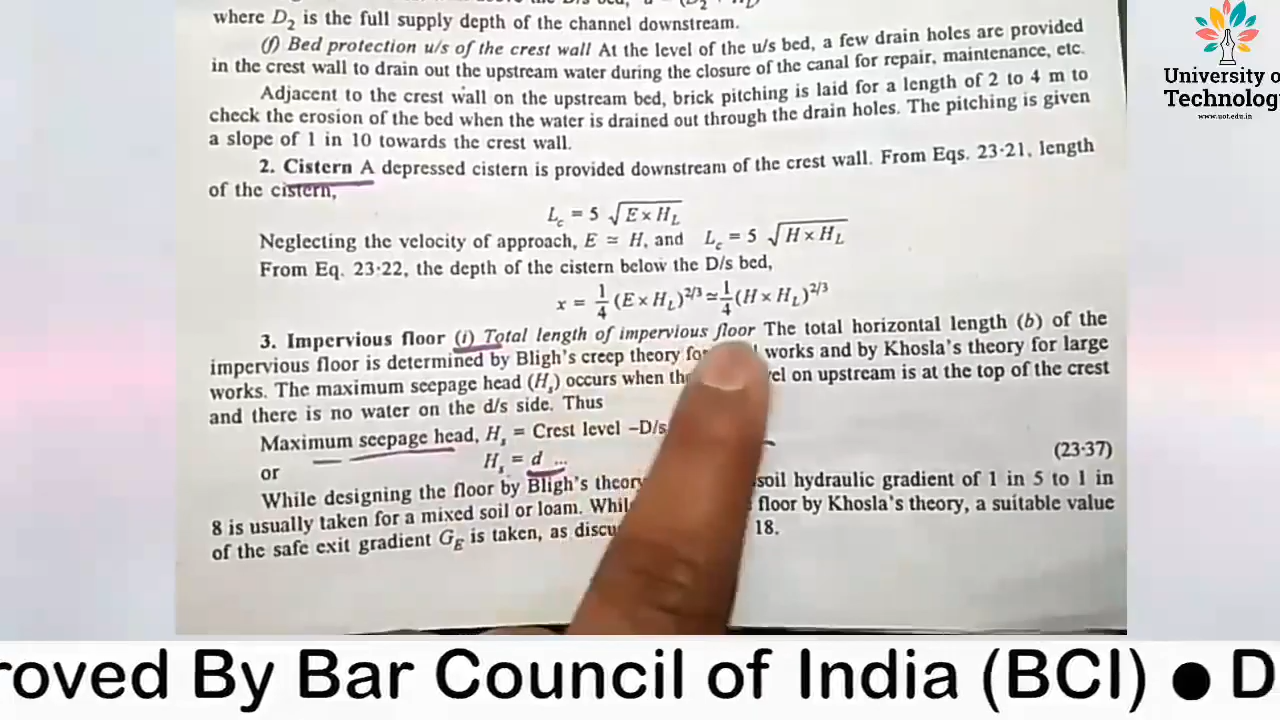 where D₂ is the full supply depth of the channel downstream.
(f) Bed protection u/s of the crest wall At the level of the u/s bed, a few drain holes are provided
in the crest wall to drain out the upstream water during the closure of the canal for repair, maintenance, etc.
Adjacent to the crest wall on the upstream bed, brick pitching is laid for a length of 2 to 4 m to
check the erosion of the bed when the water is drained out through the drain holes. The pitching is given
a slope of 1 in 10 towards the crest wall.
2. Cistern A depressed cistern is provided downstream of the crest wall. From Eqs. 23·21, length
of the cistern,
L_c = 5 √(E × H_L)
Neglecting the velocity of approach, E ≃ H, and L_c = 5 √(H × H_L)
From Eq. 23·22, the depth of the cistern below the D/s bed,
x = 1/4 (E × H_L)^2/3 ≃ 1/4 (H × H_L)^2/3
3. Impervious floor (i) Total length of impervious floor The total horizontal length (b) of the
impervious floor is determined by Bligh's creep theory works and by Khosla's theory for large
works. The maximum seepage head (H_s) occurs when on upstream is at the top of the crest
and there is no water on the d/s side. Thus
Maximum seepage head, H_s = Crest level –D/s
or H_s = d ... (23·37)
While designing the floor by Bligh's soil hydraulic gradient of 1 in 5 to 1 in
8 is usually taken for a mixed soil or loam. floor by Khosla's theory, a suitable value
of the safe exit gradient G_E is taken, as 18.
University of
Technology
www.uot.edu.in
roved By Bar Council of India (BCI) ● D